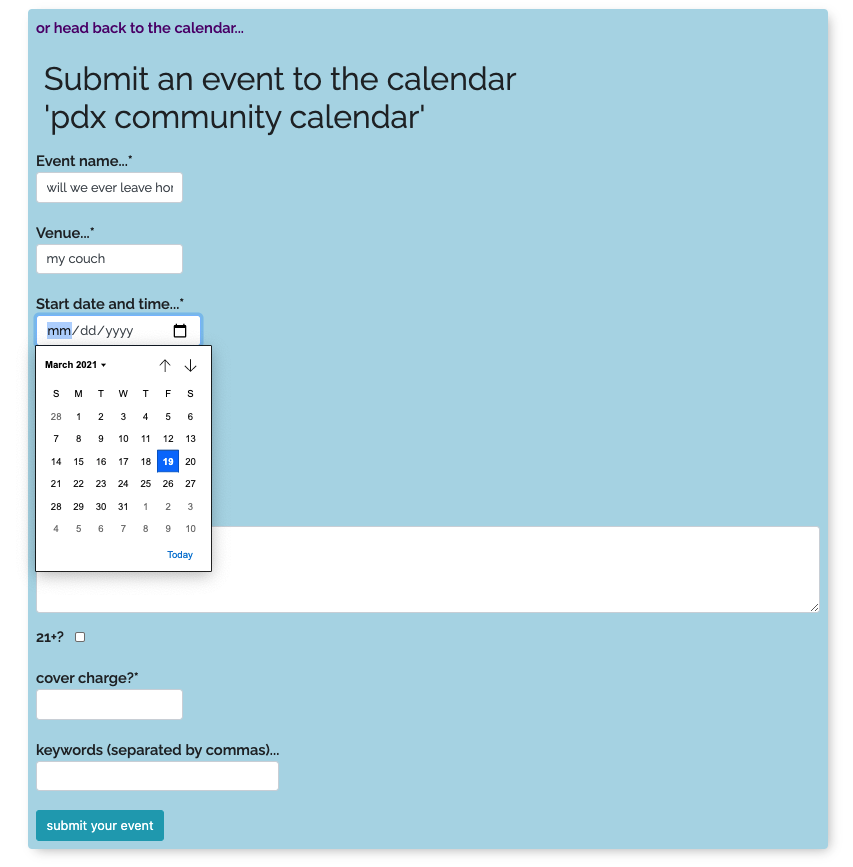 or head back to the calendar...
Submit an event to the calendar
'pdx community calendar'
Event name...*
will we ever leave hor
Venue...*
my couch
Start date and time...*
mm/dd/yyyy
March 2021
S M T W T F S
28 1 2 3 4 5 6
7 8 9 10 11 12 13
14 15 16 17 18 19 20
21 22 23 24 25 26 27
28 29 30 31 1 2 3
4 5 6 7 8 9 10
Today
21+?
cover charge?*
keywords (separated by commas)...
submit your event